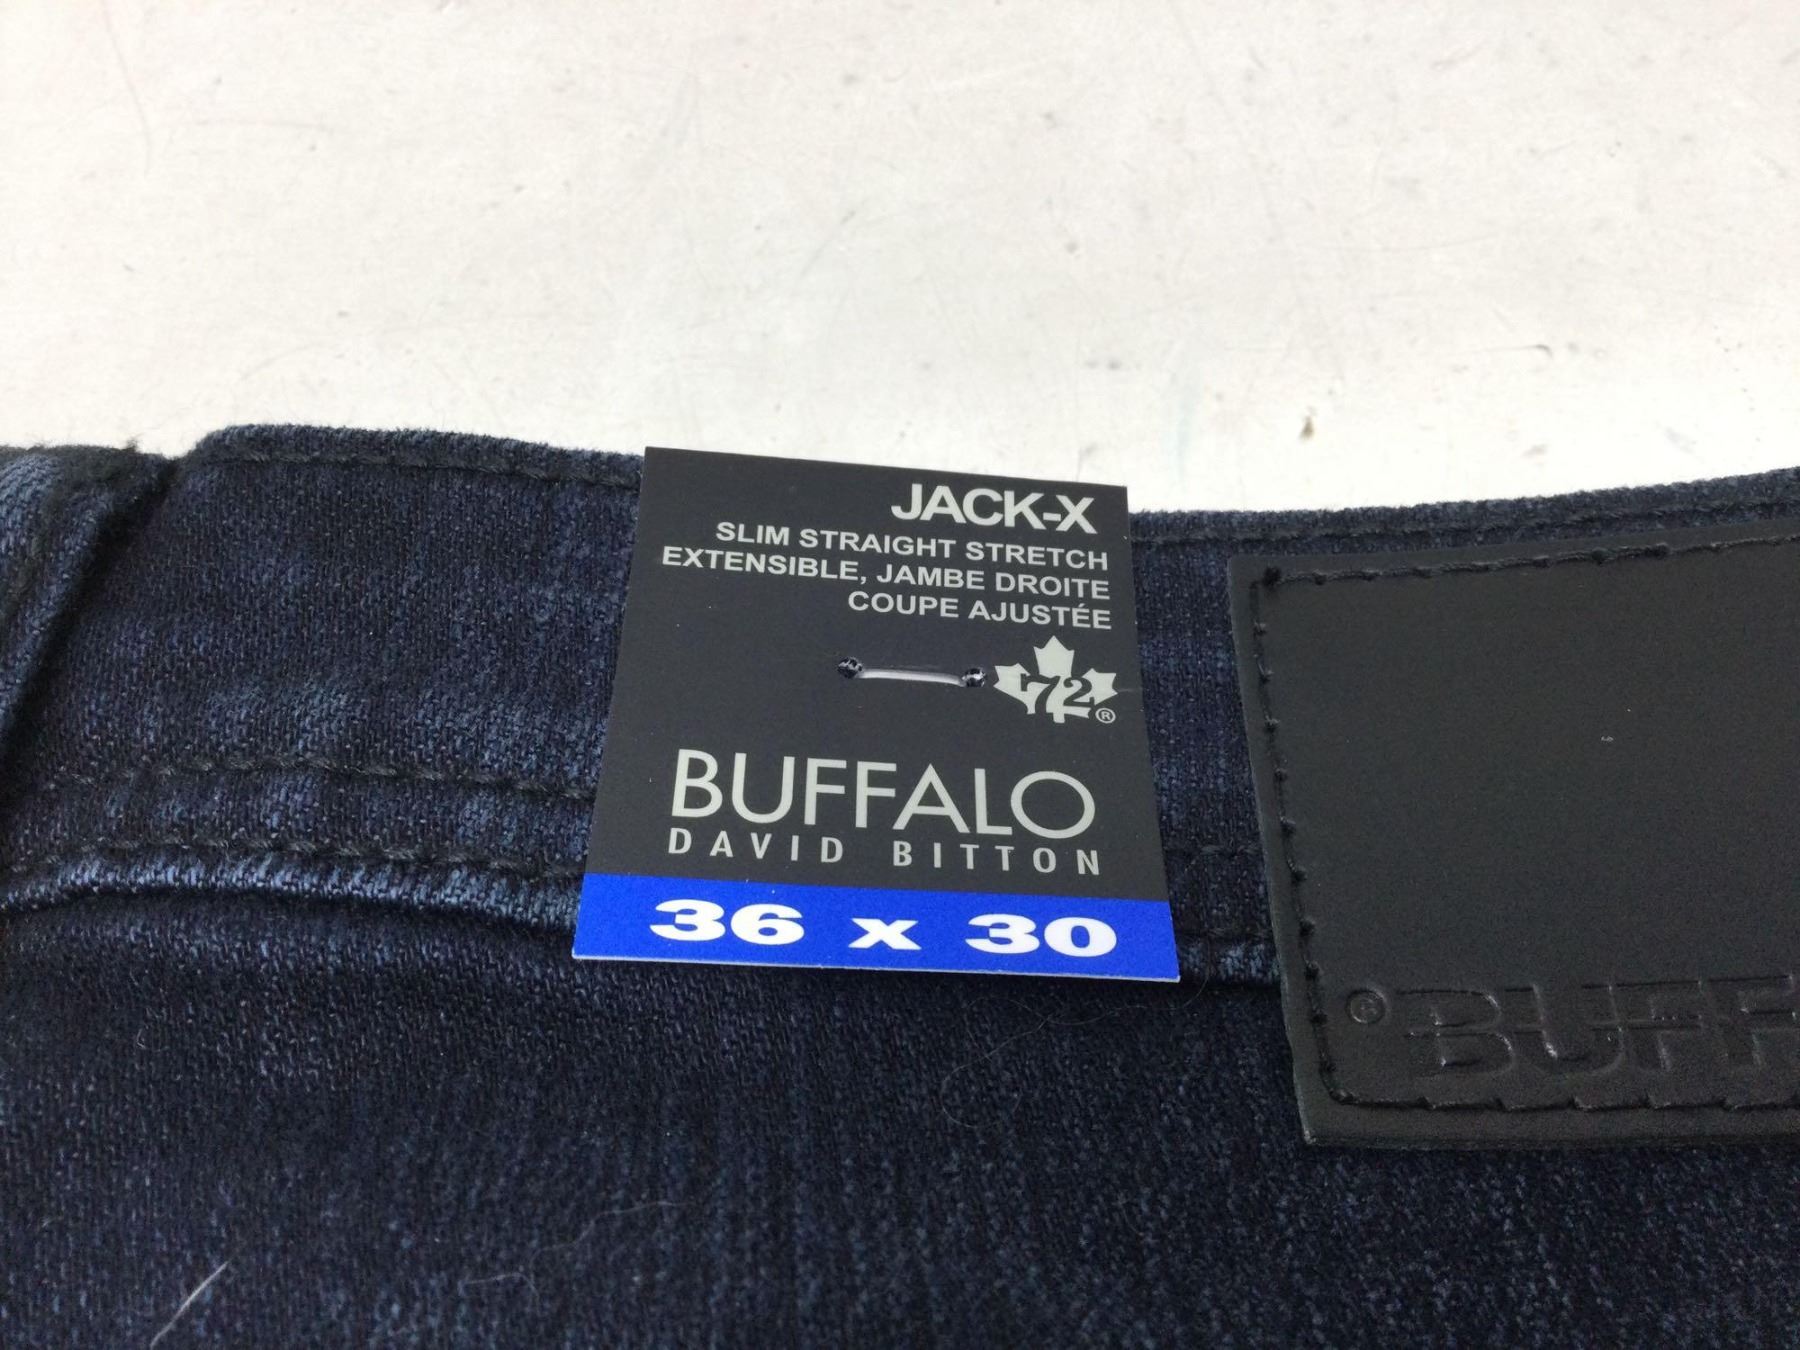 JACK-X
SLIM STRAIGHT STRETCH
EXTENSIBLE, JAMBE DROITE
COUPE AJUSTÉE
72®
BUFFALO
DAVID BITTON
36 x 30
© BUFF